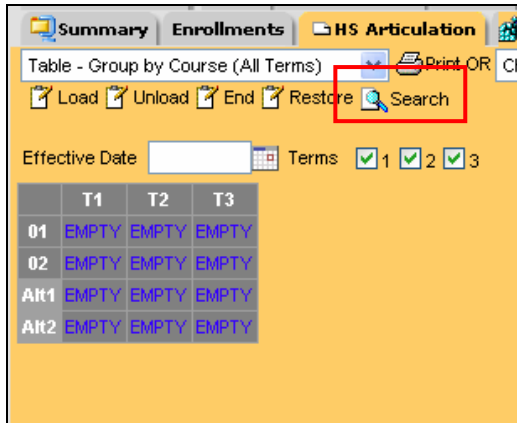 Summary Enrollments HS Articulation
Table - Group by Course (All Terms) Print OR
Load Unload End Restore Search
Effective Date Terms 1 2 3
T1 T2 T3
01 EMPTY EMPTY EMPTY
02 EMPTY EMPTY EMPTY
Alt1 EMPTY EMPTY EMPTY
Alt2 EMPTY EMPTY EMPTY